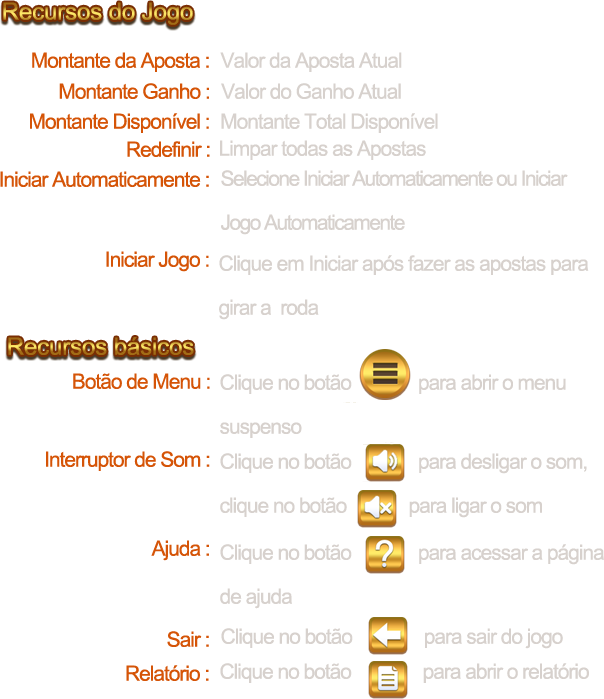 Recursos do Jogo
Montante da Aposta : Valor da Aposta Atual
Montante Ganho : Valor do Ganho Atual
Montante Disponível : Montante Total Disponível
Redefinir : Limpar todas as Apostas
Iniciar Automaticamente : Selecione Iniciar Automaticamente ou Iniciar
Jogo Automaticamente
Iniciar Jogo : Clique em Iniciar após fazer as apostas para
girar a roda
Recursos básicos
Botão de Menu : Clique no botão para abrir o menu
suspenso
Interruptor de Som : Clique no botão para desligar o som,
clique no botão para ligar o som
Ajuda : Clique no botão ? para acessar a página
de ajuda
Sair : Clique no botão para sair do jogo
Relatório : Clique no botão para abrir o relatório